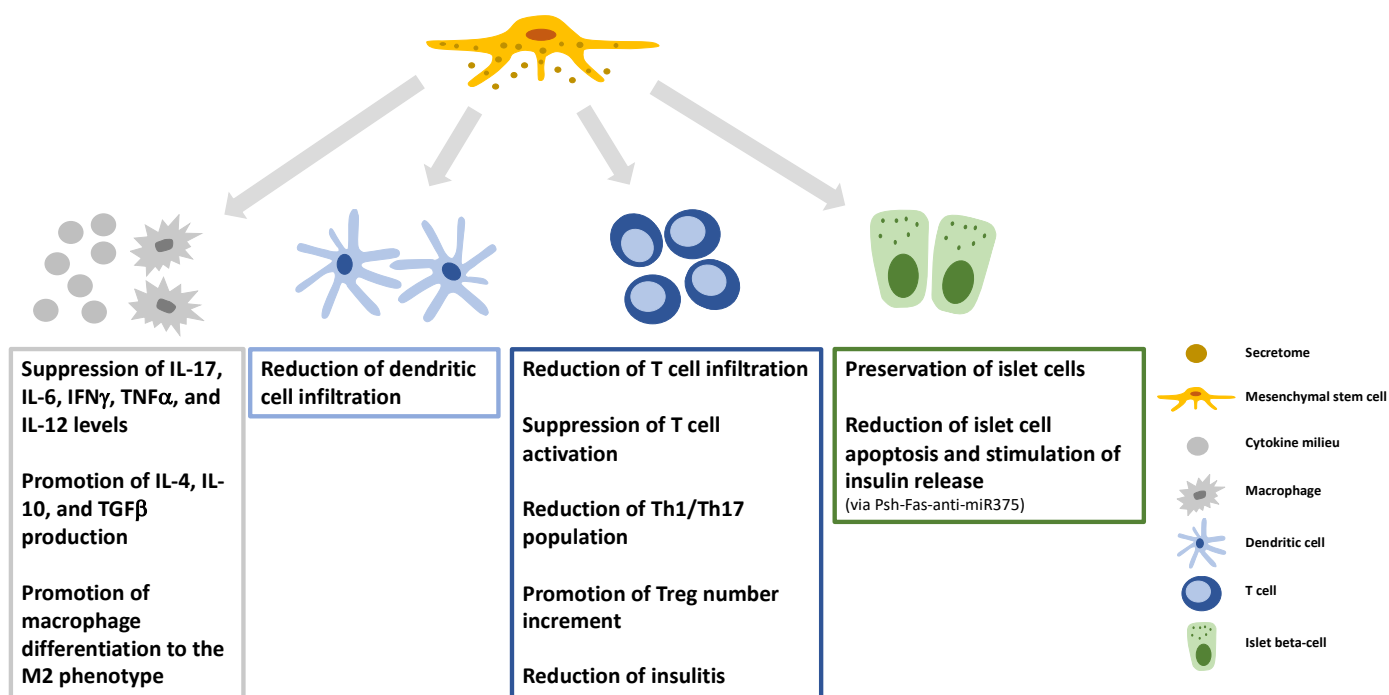 Suppression of IL-17,
IL-6, IFNγ, TNFα, and
IL-12 levels
Promotion of IL-4, IL-
10, and TGFβ
production
Promotion of
macrophage
differentiation to the
M2 phenotype
Reduction of dendritic
cell infiltration
Reduction of T cell infiltration
Suppression of T cell
activation
Reduction of Th1/Th17
population
Promotion of Treg number
increment
Reduction of insulitis
Preservation of islet cells
Reduction of islet cell
apoptosis and stimulation of
insulin release
(via Psh-Fas-anti-miR375)
Secretome
Mesenchymal stem cell
Cytokine milieu
Macrophage
Dendritic cell
T cell
Islet beta-cell